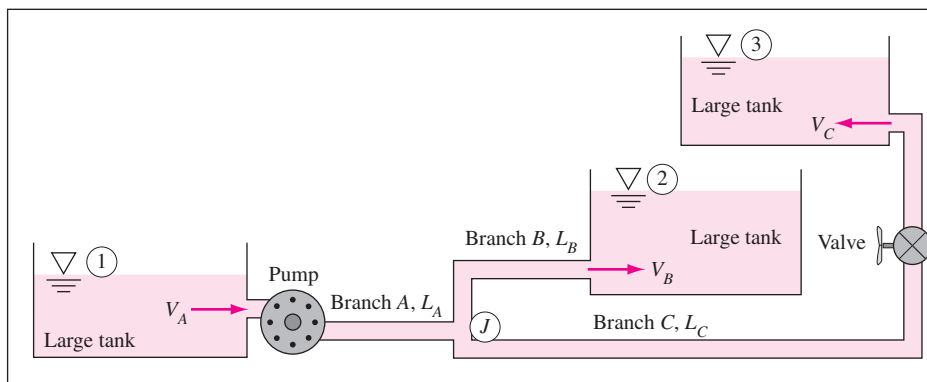 3
Large tank
V_C
2
Branch B, L_B
Large tank
Valve
1
Pump
V_B
V_A
Branch A, L_A
J
Branch C, L_C
Large tank